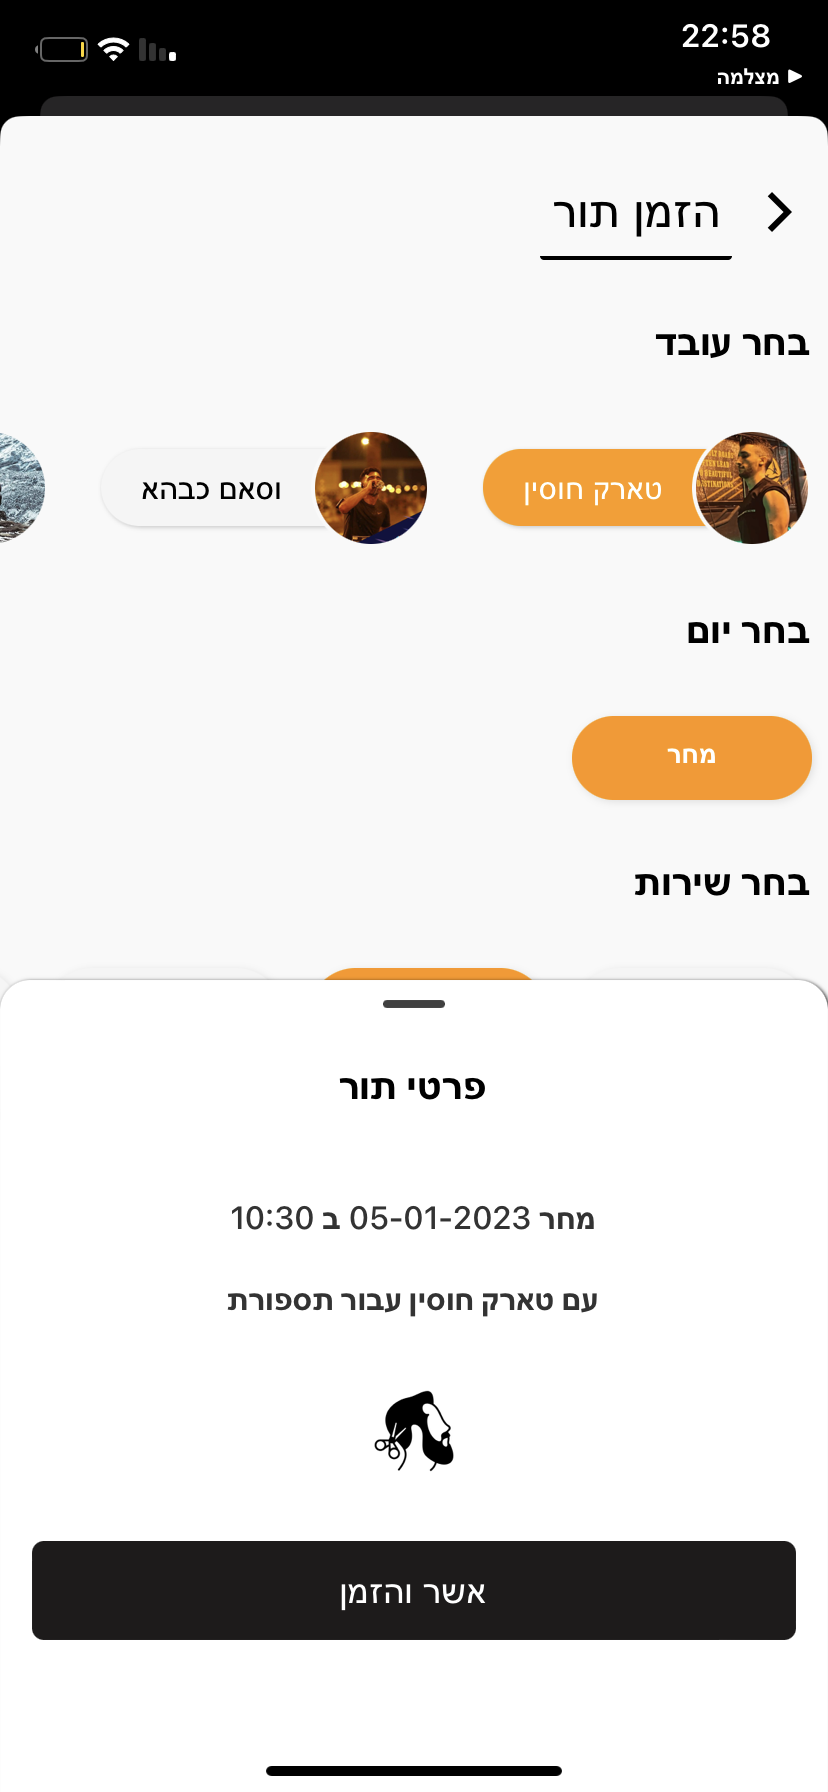 22:58
מצלמה
הזמן תור
בחר עובד
טארק חוסין
וסאם כבהא
בחר יום
מחר
בחר שירות
פרטי תור
מחר 05-01-2023 ב 10:30
עם טארק חוסין עבור תספורת
אשר והזמן